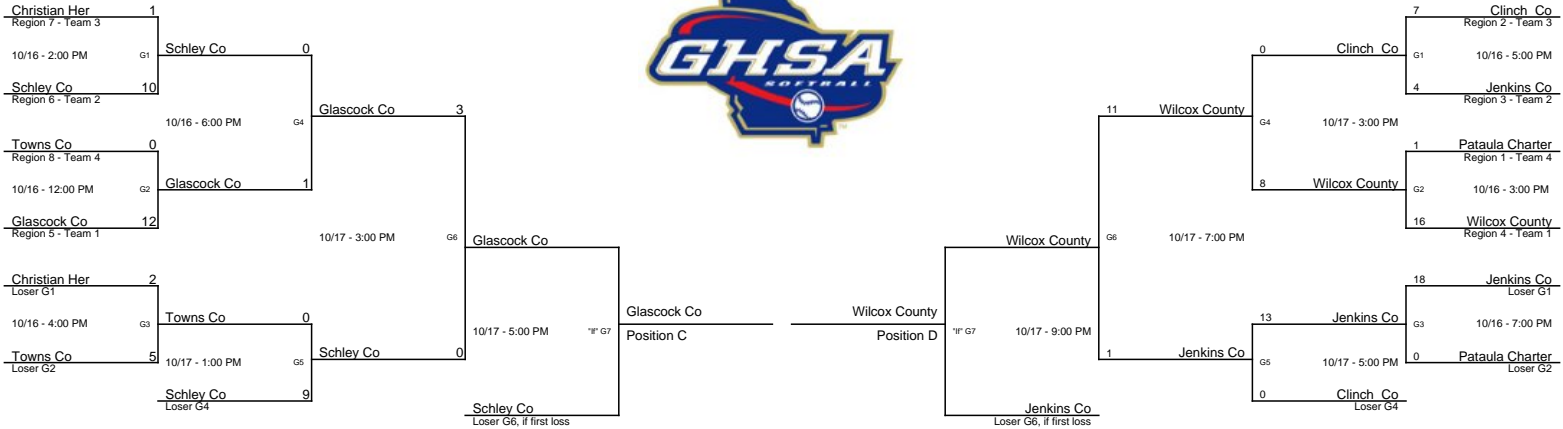 GHSA
SOFTBALL
Christian Her 1
Region 7 - Team 3
10/16 - 2:00 PM G1
Schley Co 0
Schley Co 10
Region 6 - Team 2
10/16 - 6:00 PM G4
Glascock Co 3
Towns Co 0
Region 8 - Team 4
10/16 - 12:00 PM G2
Glascock Co 1
Glascock Co 12
Region 5 - Team 1
10/17 - 3:00 PM G6
Glascock Co
Christian Her 2
Loser G1
10/16 - 4:00 PM G3
Towns Co 0
Towns Co 5
Loser G2
10/17 - 1:00 PM G5
Schley Co 0
Schley Co 9
Loser G4
10/17 - 5:00 PM "If" G7
Glascock Co
Position C
Schley Co
Loser G6, if first loss
7 Clinch Co
Region 2 - Team 3
0 Clinch Co
G1 10/16 - 5:00 PM
4 Jenkins Co
Region 3 - Team 2
11 Wilcox County
G4 10/17 - 3:00 PM
1 Pataula Charter
Region 1 - Team 4
8 Wilcox County
G2 10/16 - 3:00 PM
16 Wilcox County
Region 4 - Team 1
Wilcox County
G6 10/17 - 7:00 PM
18 Jenkins Co
Loser G1
13 Jenkins Co
G3 10/16 - 7:00 PM
0 Pataula Charter
Loser G2
1 Jenkins Co
G5 10/17 - 5:00 PM
0 Clinch Co
Loser G4
Wilcox County
Position D
"If" G7 10/17 - 9:00 PM
Jenkins Co
Loser G6, if first loss